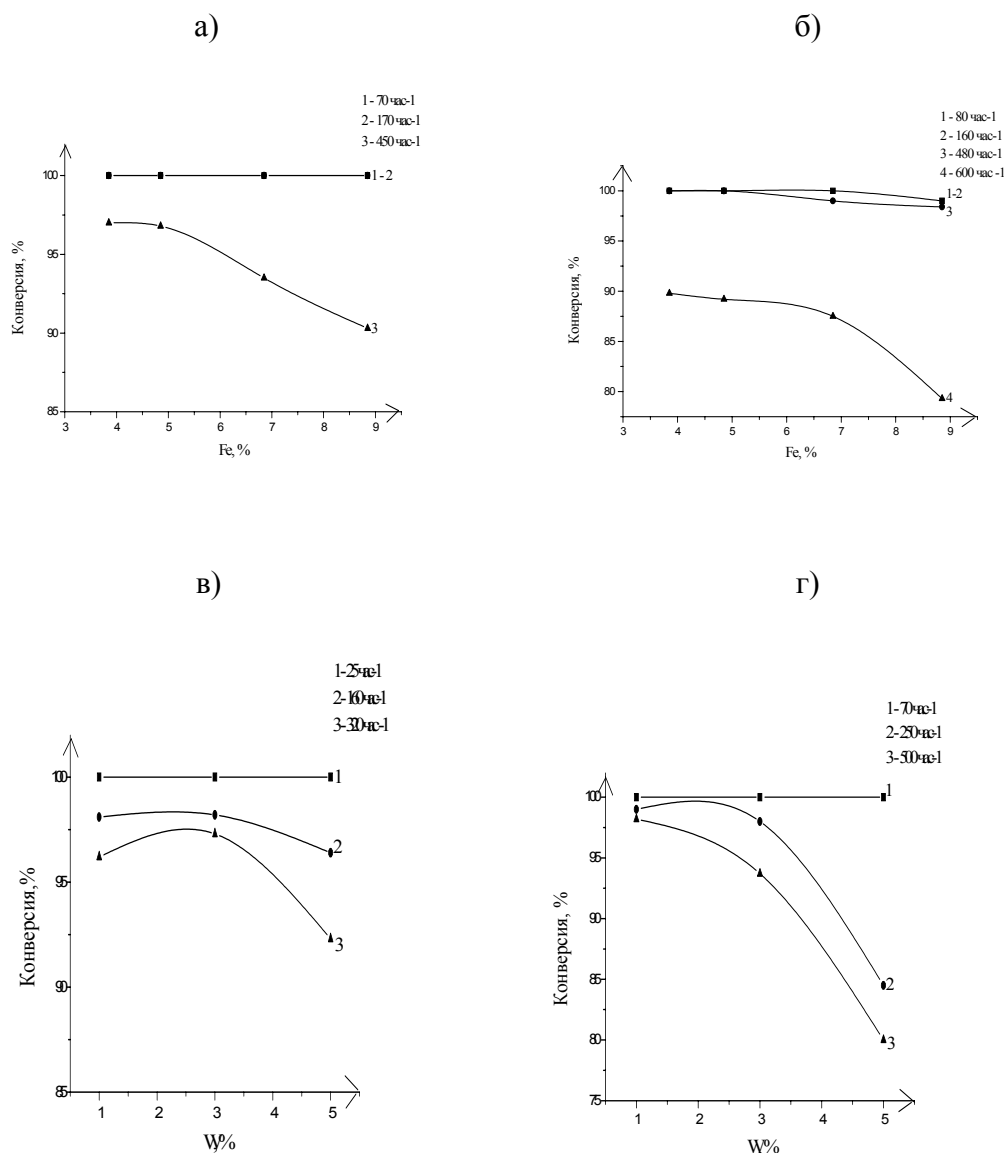 а)
б)
1 - 70 час-1
2 - 170 час-1
3 - 450 час-1
1 - 80 час-1
2 - 160 час-1
3 - 480 час-1
4 - 600 час -1
100
95
90
85
Конверсия, %
1 - 2
3
3 4 5 6 7 8 9
Fe, %
100
95
90
85
80
Конверсия, %
1-2
3
4
3 4 5 6 7 8 9
Fe, %
в)
г)
1-25час-1
2-160час-1
3-320час-1
1-70час-1
2-250час-1
3-500час-1
100
95
90
85
Конверсия,%
1
2
3
1 2 3 4 5
W,%
100
95
90
85
80
75
Конверсия, %
1
2
3
1 2 3 4 5
W,%